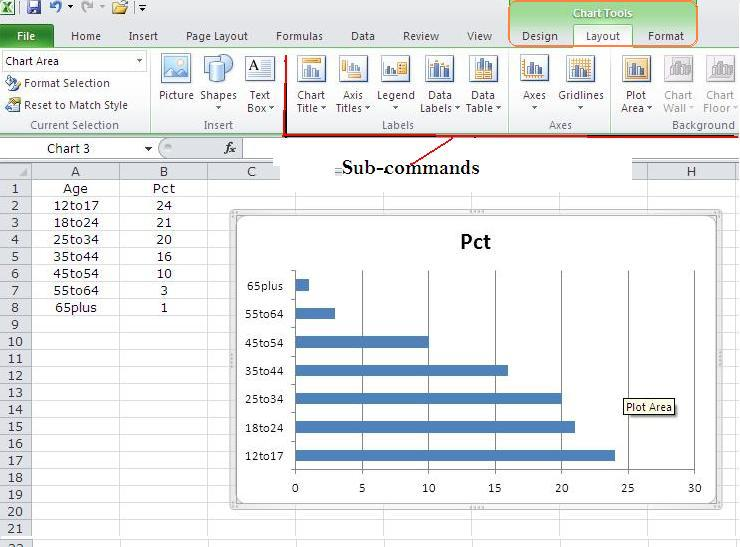 Chart Tools
File Home Insert Page Layout Formulas Data Review View Design Layout Format
Chart Area
Format Selection
Reset to Match Style
Current Selection
Picture Shapes Text Box
Insert
Chart Title Axis Titles Legend Data Labels Data Table
Labels
Axes Gridlines
Axes
Plot Area Chart Wall Chart Floor
Background
Chart 3 fx
Sub-commands
A B C H
1 Age Pct
2 12to17 24
3 18to24 21
4 25to34 20
5 35to44 16
6 45to54 10
7 55to64 3
8 65plus 1
9
10
11
12
13
14
15
16
17
18
19
20
21
22
Pct
65plus
55to64
45to54
35to44
25to34
Plot Area
18to24
12to17
0 5 10 15 20 25 30